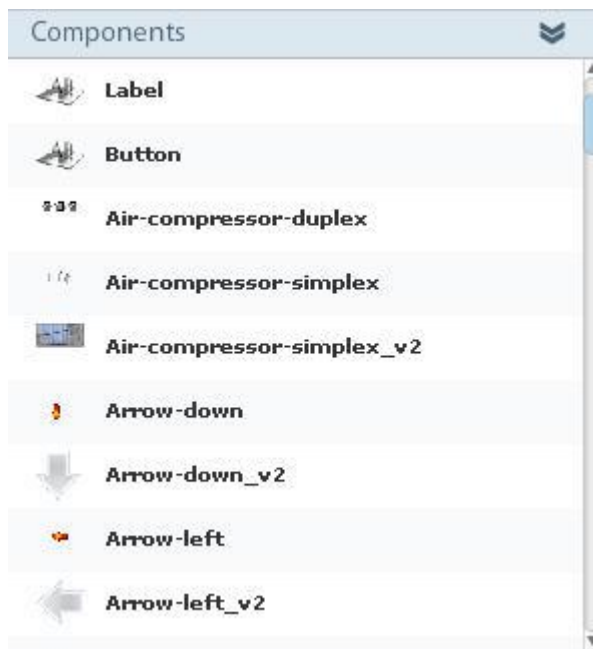 Components
Label
Button
Air-compressor-duplex
Air-compressor-simplex
Air-compressor-simplex_v2
Arrow-down
Arrow-down_v2
Arrow-left
Arrow-left_v2